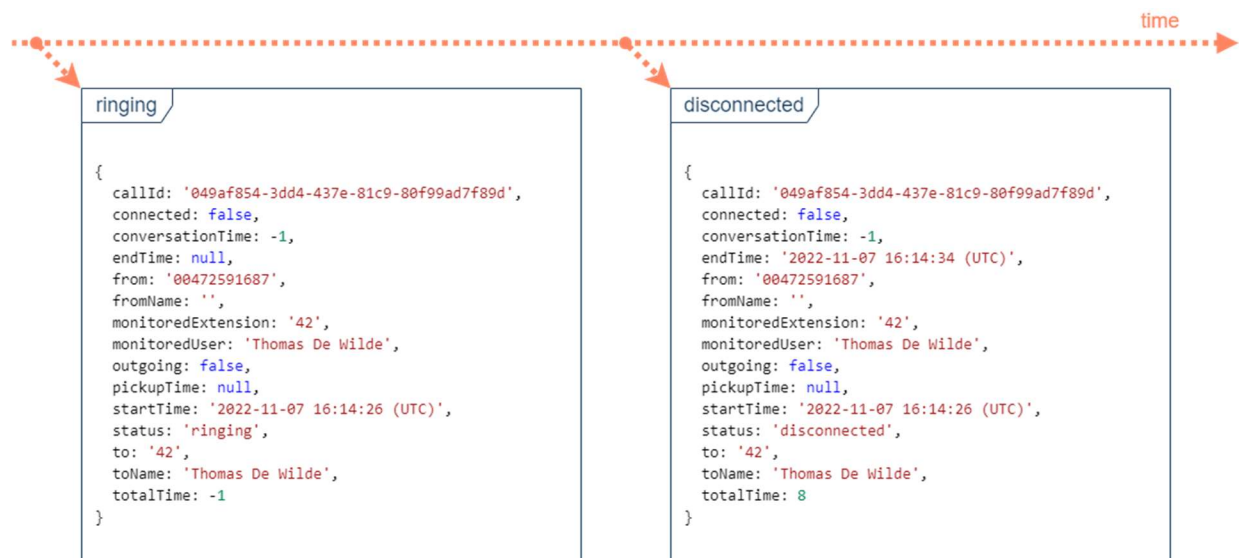 time
ringing
{
  callId: '049af854-3dd4-437e-81c9-80f99ad7f89d',
  connected: false,
  conversationTime: -1,
  endTime: null,
  from: '00472591687',
  fromName: '',
  monitoredExtension: '42',
  monitoredUser: 'Thomas De Wilde',
  outgoing: false,
  pickupTime: null,
  startTime: '2022-11-07 16:14:26 (UTC)',
  status: 'ringing',
  to: '42',
  toName: 'Thomas De Wilde',
  totalTime: -1
}
disconnected
{
  callId: '049af854-3dd4-437e-81c9-80f99ad7f89d',
  connected: false,
  conversationTime: -1,
  endTime: '2022-11-07 16:14:34 (UTC)',
  from: '00472591687',
  fromName: '',
  monitoredExtension: '42',
  monitoredUser: 'Thomas De Wilde',
  outgoing: false,
  pickupTime: null,
  startTime: '2022-11-07 16:14:26 (UTC)',
  status: 'disconnected',
  to: '42',
  toName: 'Thomas De Wilde',
  totalTime: 8
}